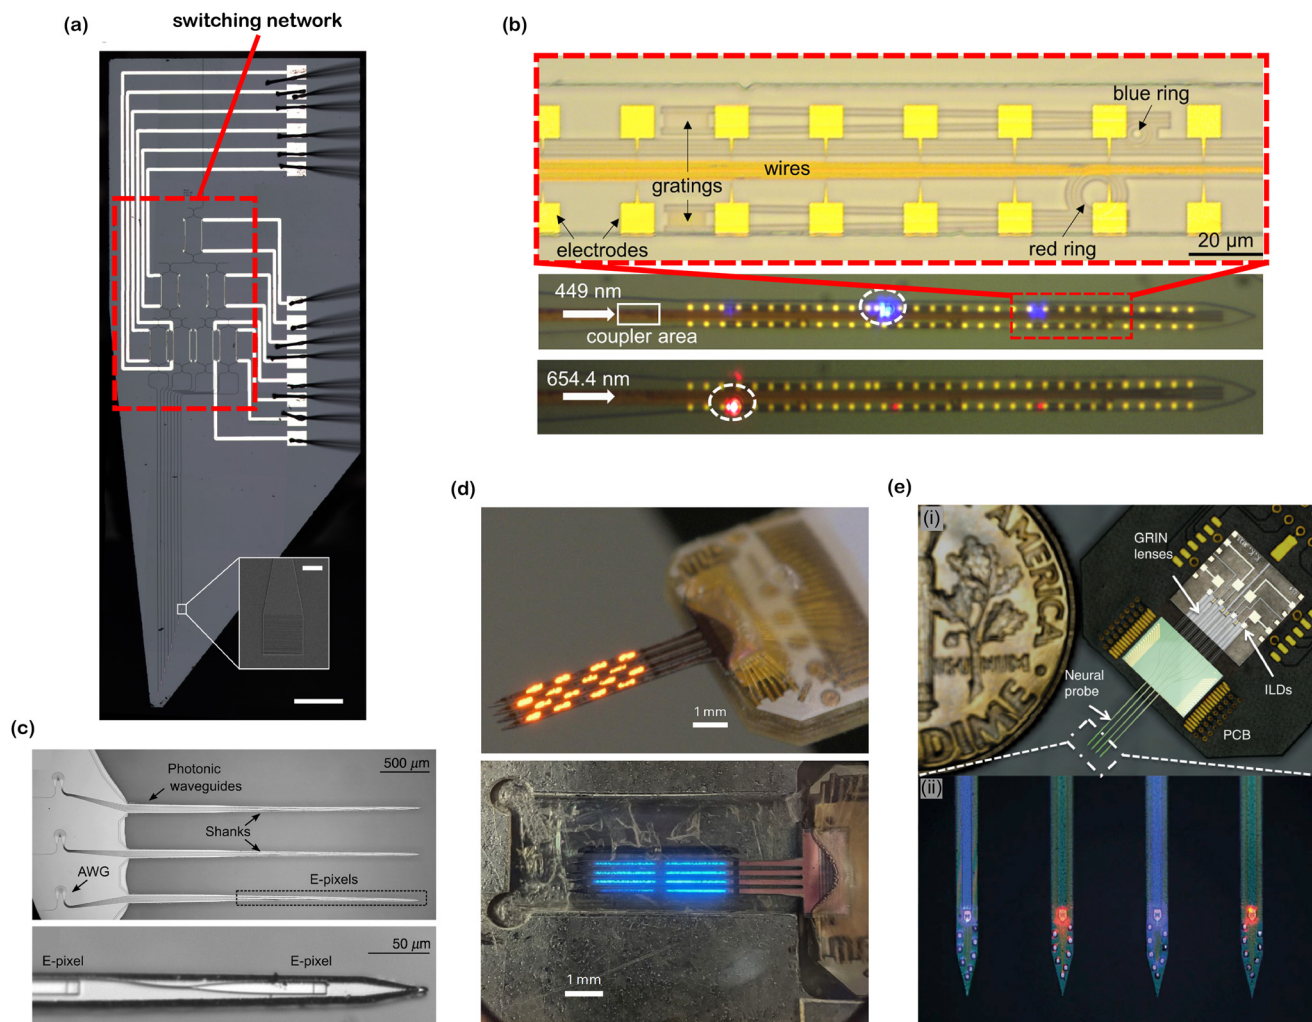 (a)
switching network
(b)
blue ring
wires
gratings
electrodes
red ring
20 µm
449 nm
coupler area
654.4 nm
(c)
500 µm
Photonic
waveguides
Shanks
AWG
E-pixels
50 µm
E-pixel
E-pixel
(d)
1 mm
1 mm
(e)
(i)
AMERICA
DIME
GRIN
lenses
Neural
probe
ILDs
PCB
(ii)